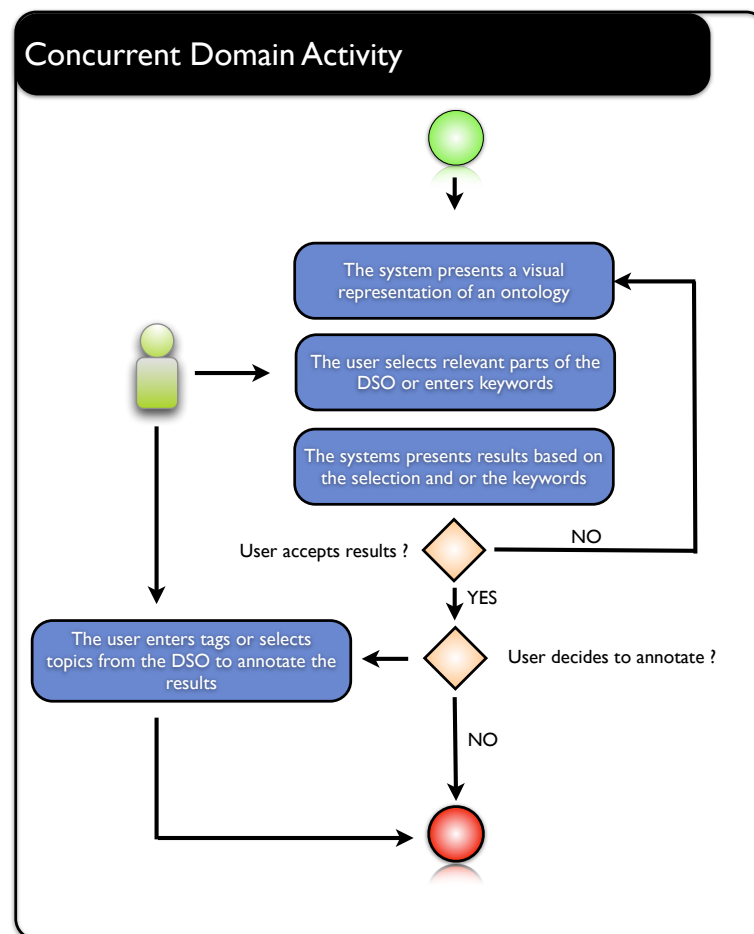 Concurrent Domain Activity
The system presents a visual
representation of an ontology
The user selects relevant parts of the
DSO or enters keywords
The systems presents results based on
the selection and or the keywords
User accepts results ?
NO
YES
The user enters tags or selects
topics from the DSO to annotate the
results
User decides to annotate ?
NO